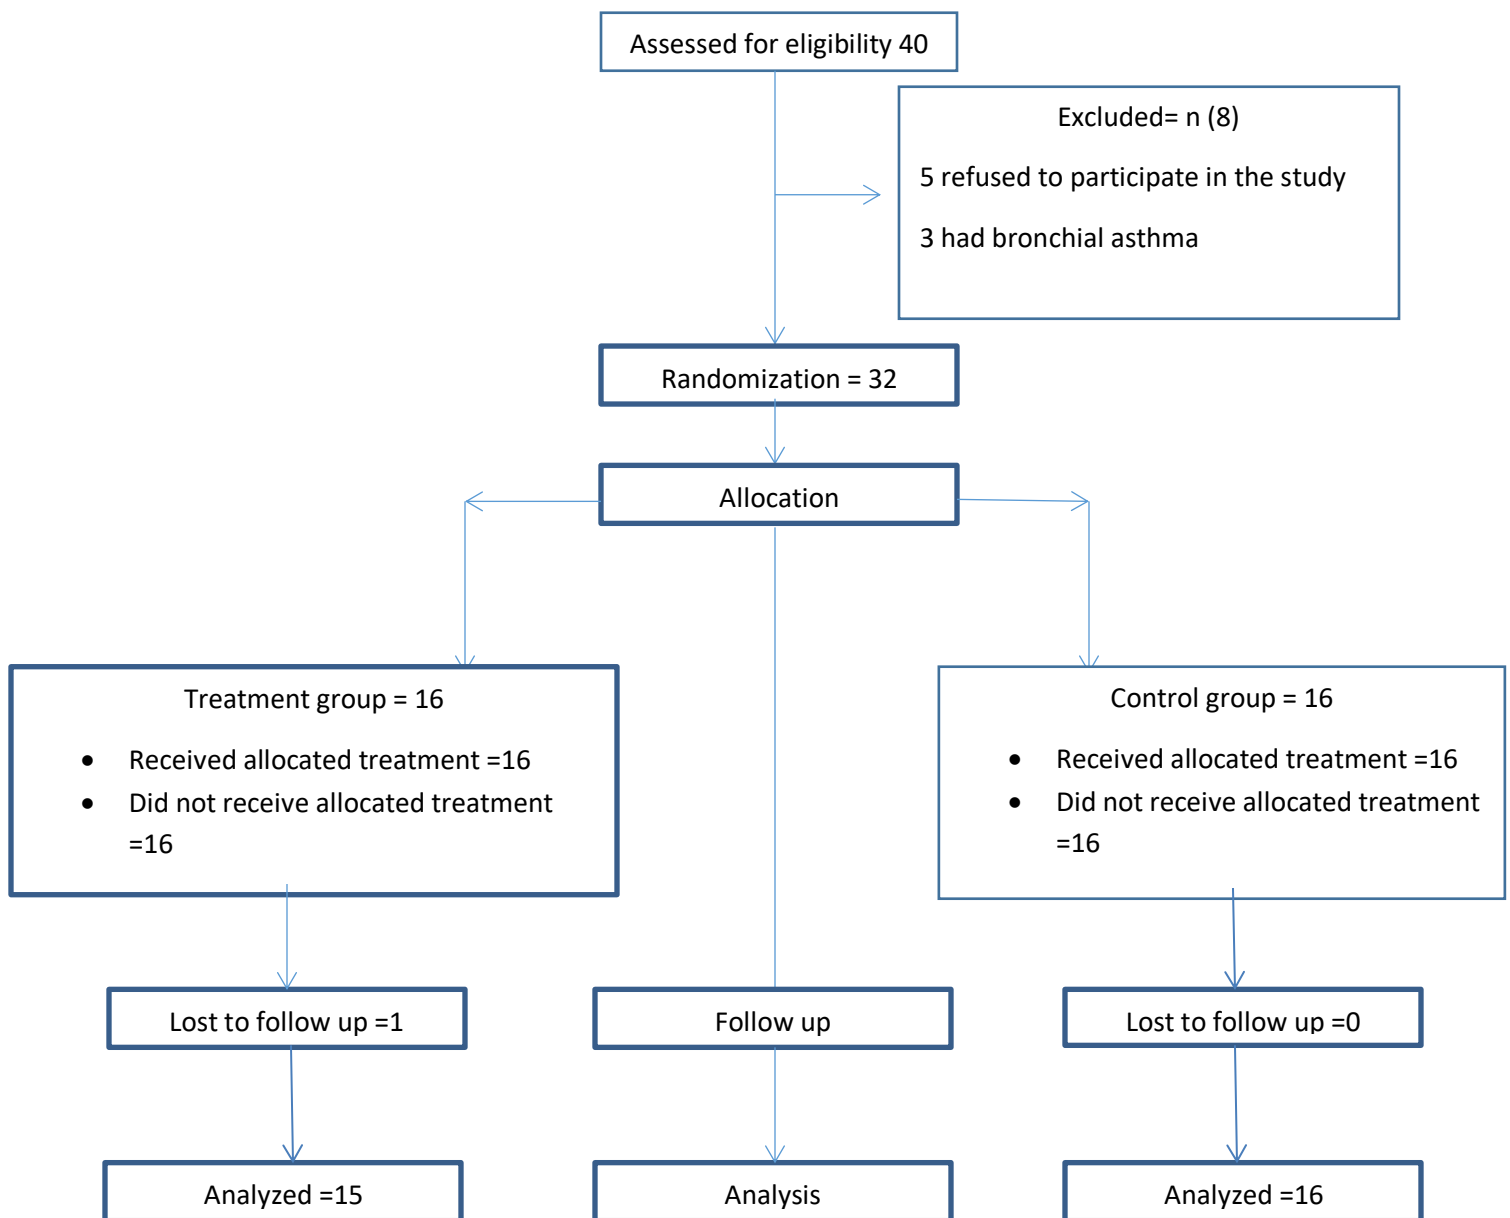 Assessed for eligibility 40
Excluded= n (8)
5 refused to participate in the study
3 had bronchial asthma
Randomization = 32
Allocation
Treatment group = 16
• Received allocated treatment =16
• Did not receive allocated treatment
=16
Control group = 16
• Received allocated treatment =16
• Did not receive allocated treatment
=16
Lost to follow up =1
Follow up
Lost to follow up =0
Analyzed =15
Analysis
Analyzed =16